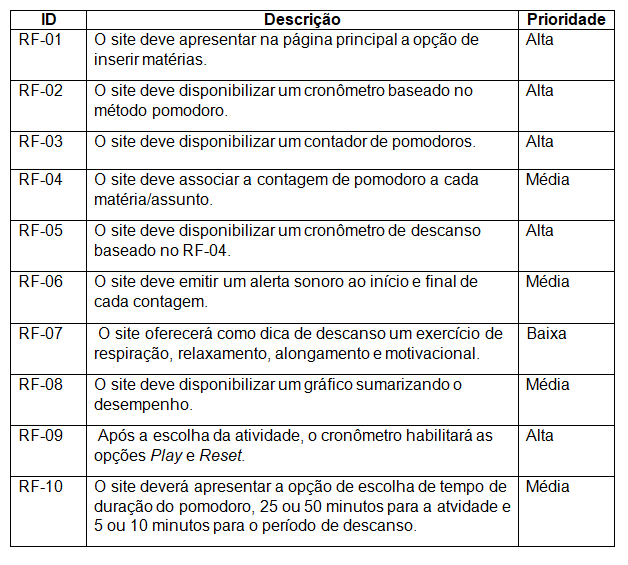 ID Descrição Prioridade
RF-01 O site deve apresentar na página principal a opção de Alta
inserir matérias.
RF-02 O site deve disponibilizar um cronômetro baseado no Alta
método pomodoro.
RF-03 O site deve disponibilizar um contador de pomodoros. Alta
RF-04 O site deve associar a contagem de pomodoro a cada Média
matéria/assunto.
RF-05 O site deve disponibilizar um cronômetro de descanso Alta
baseado no RF-04.
RF-06 O site deve emitir um alerta sonoro ao início e final de Média
cada contagem.
RF-07 O site oferecerá como dica de descanso um exercício de Baixa
respiração, relaxamento, alongamento e motivacional.
RF-08 O site deve disponibilizar um gráfico sumarizando o Média
desempenho.
RF-09 Após a escolha da atividade, o cronômetro habilitará as Alta
opções Play e Reset.
RF-10 O site deverá apresentar a opção de escolha de tempo de Média
duração do pomodoro, 25 ou 50 minutos para a atvidade e
5 ou 10 minutos para o período de descanso.